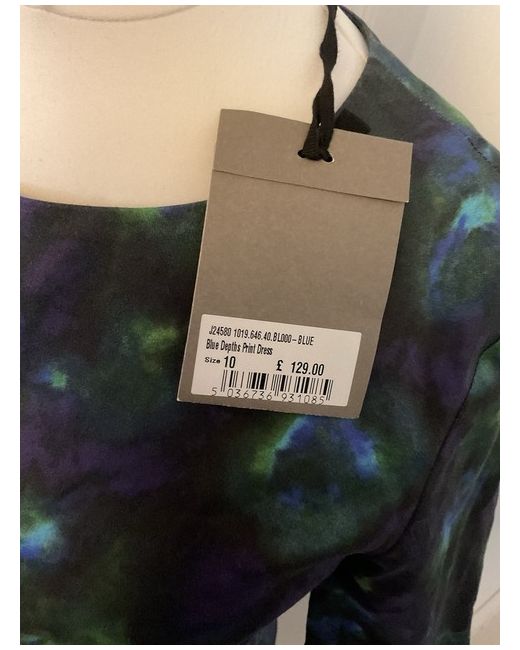 J24580 1019.646.40.BL000 – BLUE
Blue Depths Print Dress
Size 10 £ 129.00
5 036736 931085